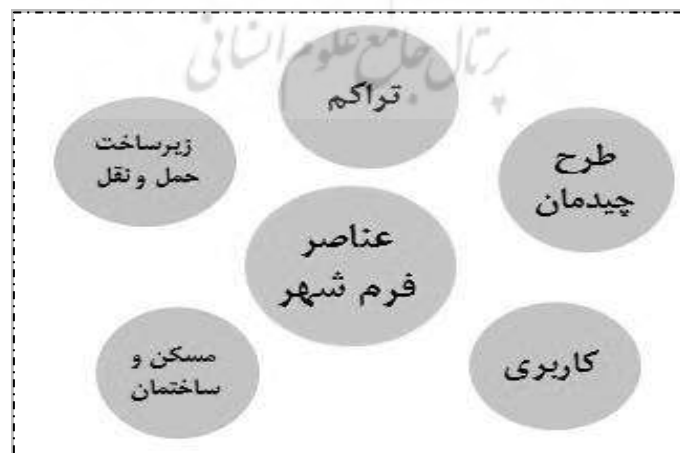 پرتال جامع علوم انسانی
تراکم
طرح
چیدمان
زیرساخت
حمل و نقل
عناصر
فرم شهر
کاربری
مسکن و
ساختمان